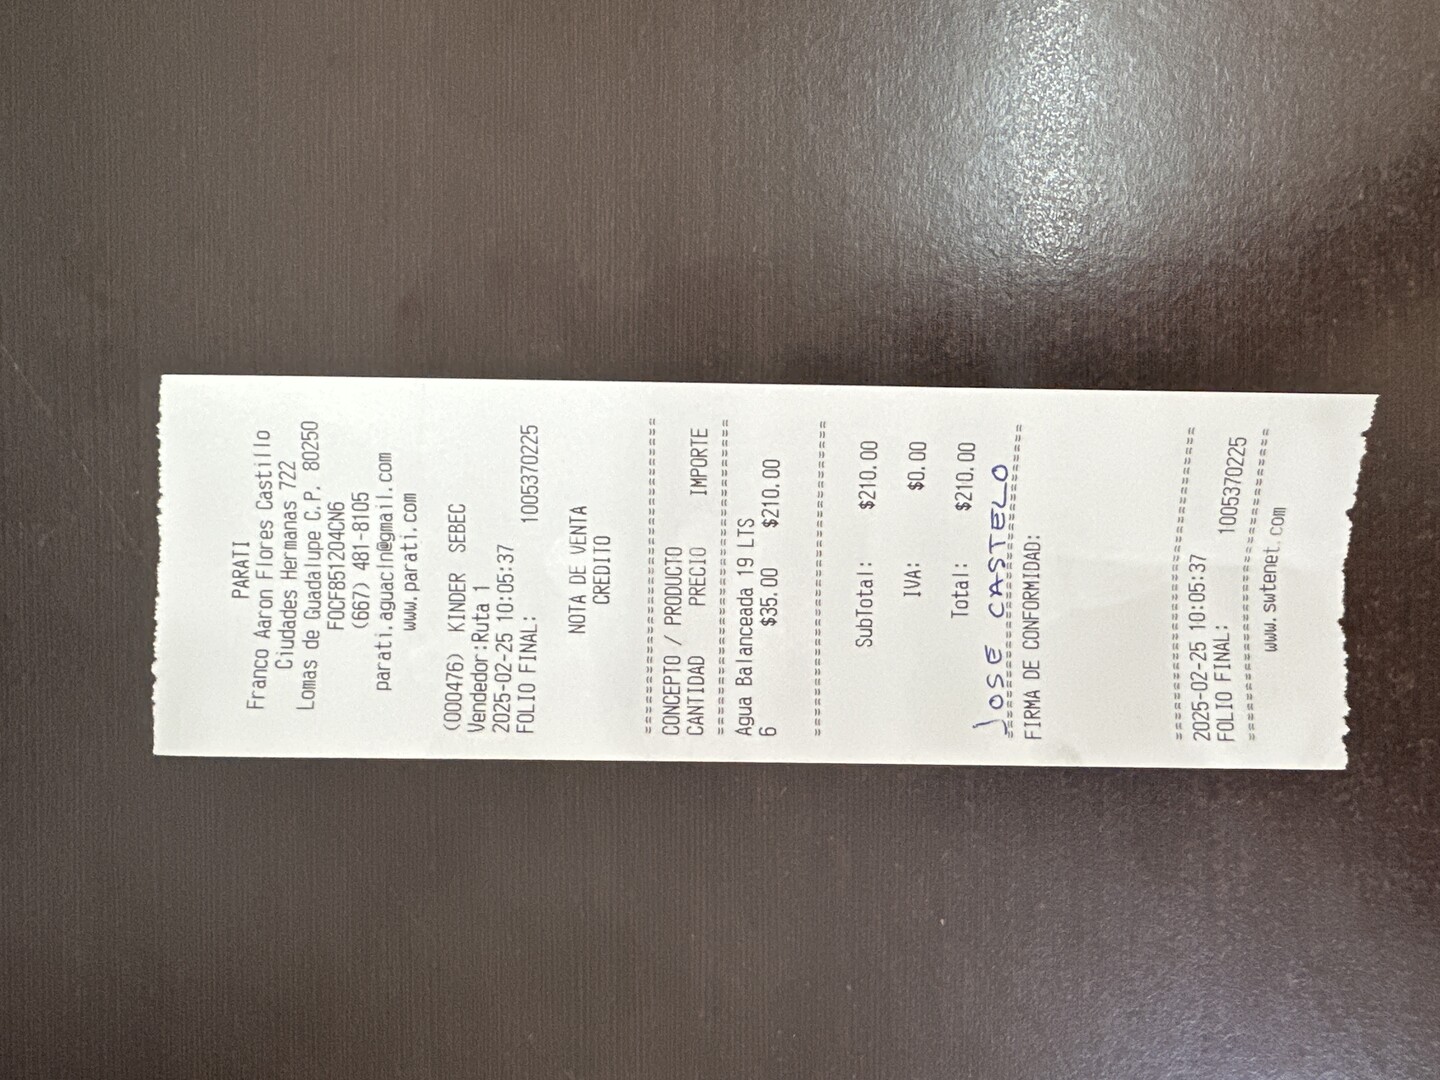 PARATI
Franco Aaron Flores Castillo
Ciudades Hermanas 722
Lomas de Guadalupe C.P. 80250
FOCF851204CN6
(667) 481-8105
parati.aguacln@gmail.com
www.parati.com
(000476) KINDER SEBEC
Vendedor:Ruta 1
2025-02-25 10:05:37
FOLIO FINAL: 1005370225
NOTA DE VENTA
CREDITO
==============================
CONCEPTO / PRODUCTO
CANTIDAD PRECIO IMPORTE
==============================
Agua Balanceada 19 LTS
6 $35.00 $210.00
==============================
SubTotal: $210.00
IVA: $0.00
Total: $210.00
JOSE CASTELO
==============================
FIRMA DE CONFORMIDAD:
==============================
2025-02-25 10:05:37
FOLIO FINAL: 1005370225
==============================
www.swtenet.com